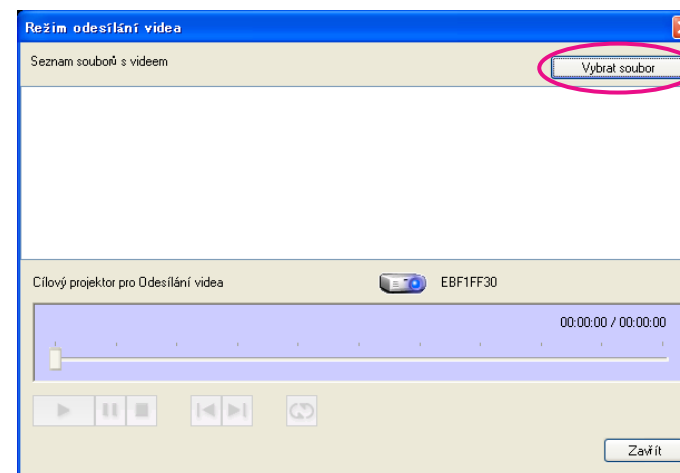 Režim odesílání videa
Seznam souborů s videem
Vybrat soubor
Cílový projektor pro Odesílání videa
EBF1FF30
00:00:00 / 00:00:00
Zavřít